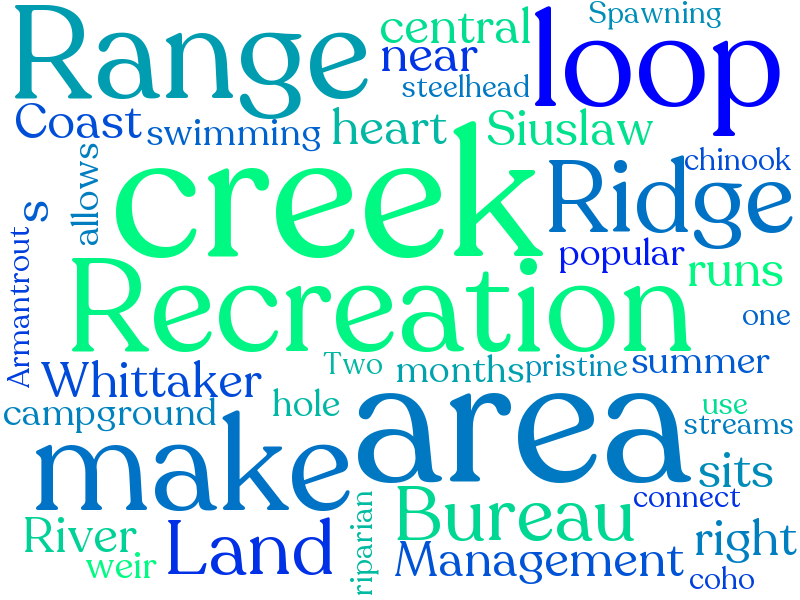 Spawning
Range
central
loop
near
steelhead
Coast
swimming
heart
Siuslaw
creek
chinook
allows
Ridge
s
popular
Armantrout
runs
Recreation
one
Two
months
pristine
summer
Whittaker
hole
area
use
campground
streams
make
sits
Bureau
connect
River
Land
riparian
right
weir
Management
coho